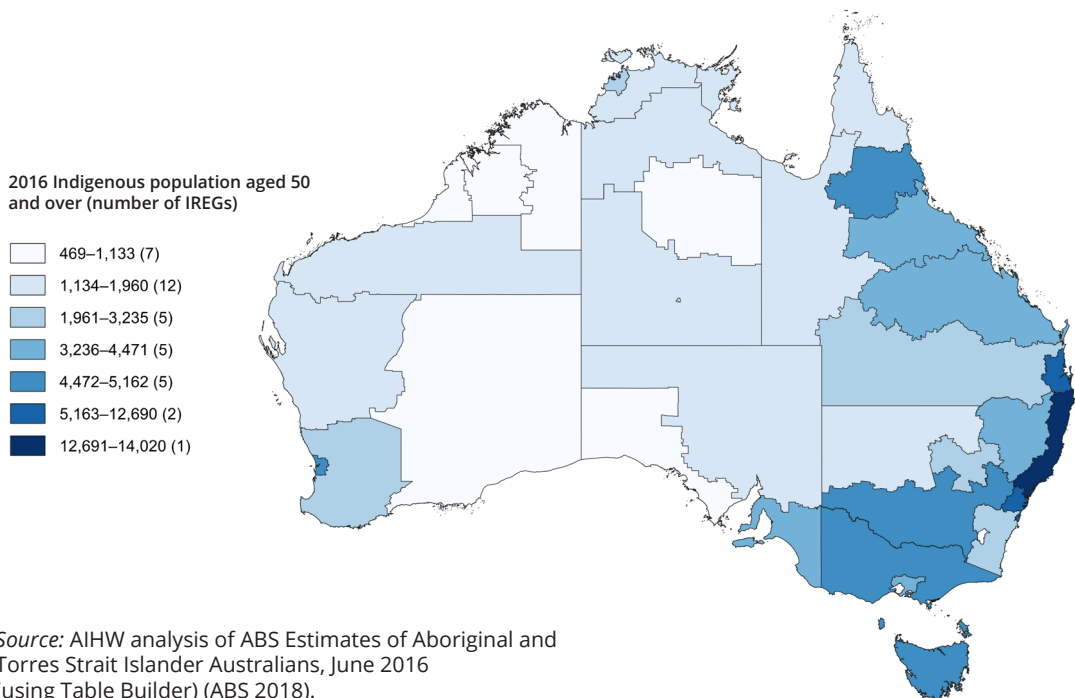 2016 Indigenous population aged 50
and over (number of IREGs)
469–1,133 (7)
1,134–1,960 (12)
1,961–3,235 (5)
3,236–4,471 (5)
4,472–5,162 (5)
5,163–12,690 (2)
12,691–14,020 (1)
Source: AIHW analysis of ABS Estimates of Aboriginal and
Torres Strait Islander Australians, June 2016
(using Table Builder) (ABS 2018).